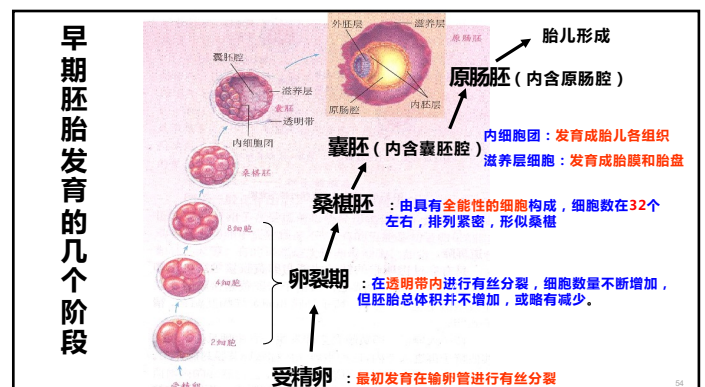 早期胚胎发育的几个阶段
胎儿形成
外胚层
滋养层
原肠胚
原肠腔
内胚层
原肠胚（内含原肠腔）
囊胚腔
滋养层
囊胚
透明带
内细胞团
囊胚（内含囊胚腔）
内细胞团：发育成胎儿各组织
滋养层细胞：发育成胎膜和胎盘
桑椹胚
桑椹胚：由具有全能性的细胞构成，细胞数在32个
左右，排列紧密，形似桑椹
8细胞
4细胞
2细胞
卵裂期：在透明带内进行有丝分裂，细胞数量不断增加，
但胚胎总体积并不增加，或略有减少。
受精卵
受精卵：最初发育在输卵管进行有丝分裂
54